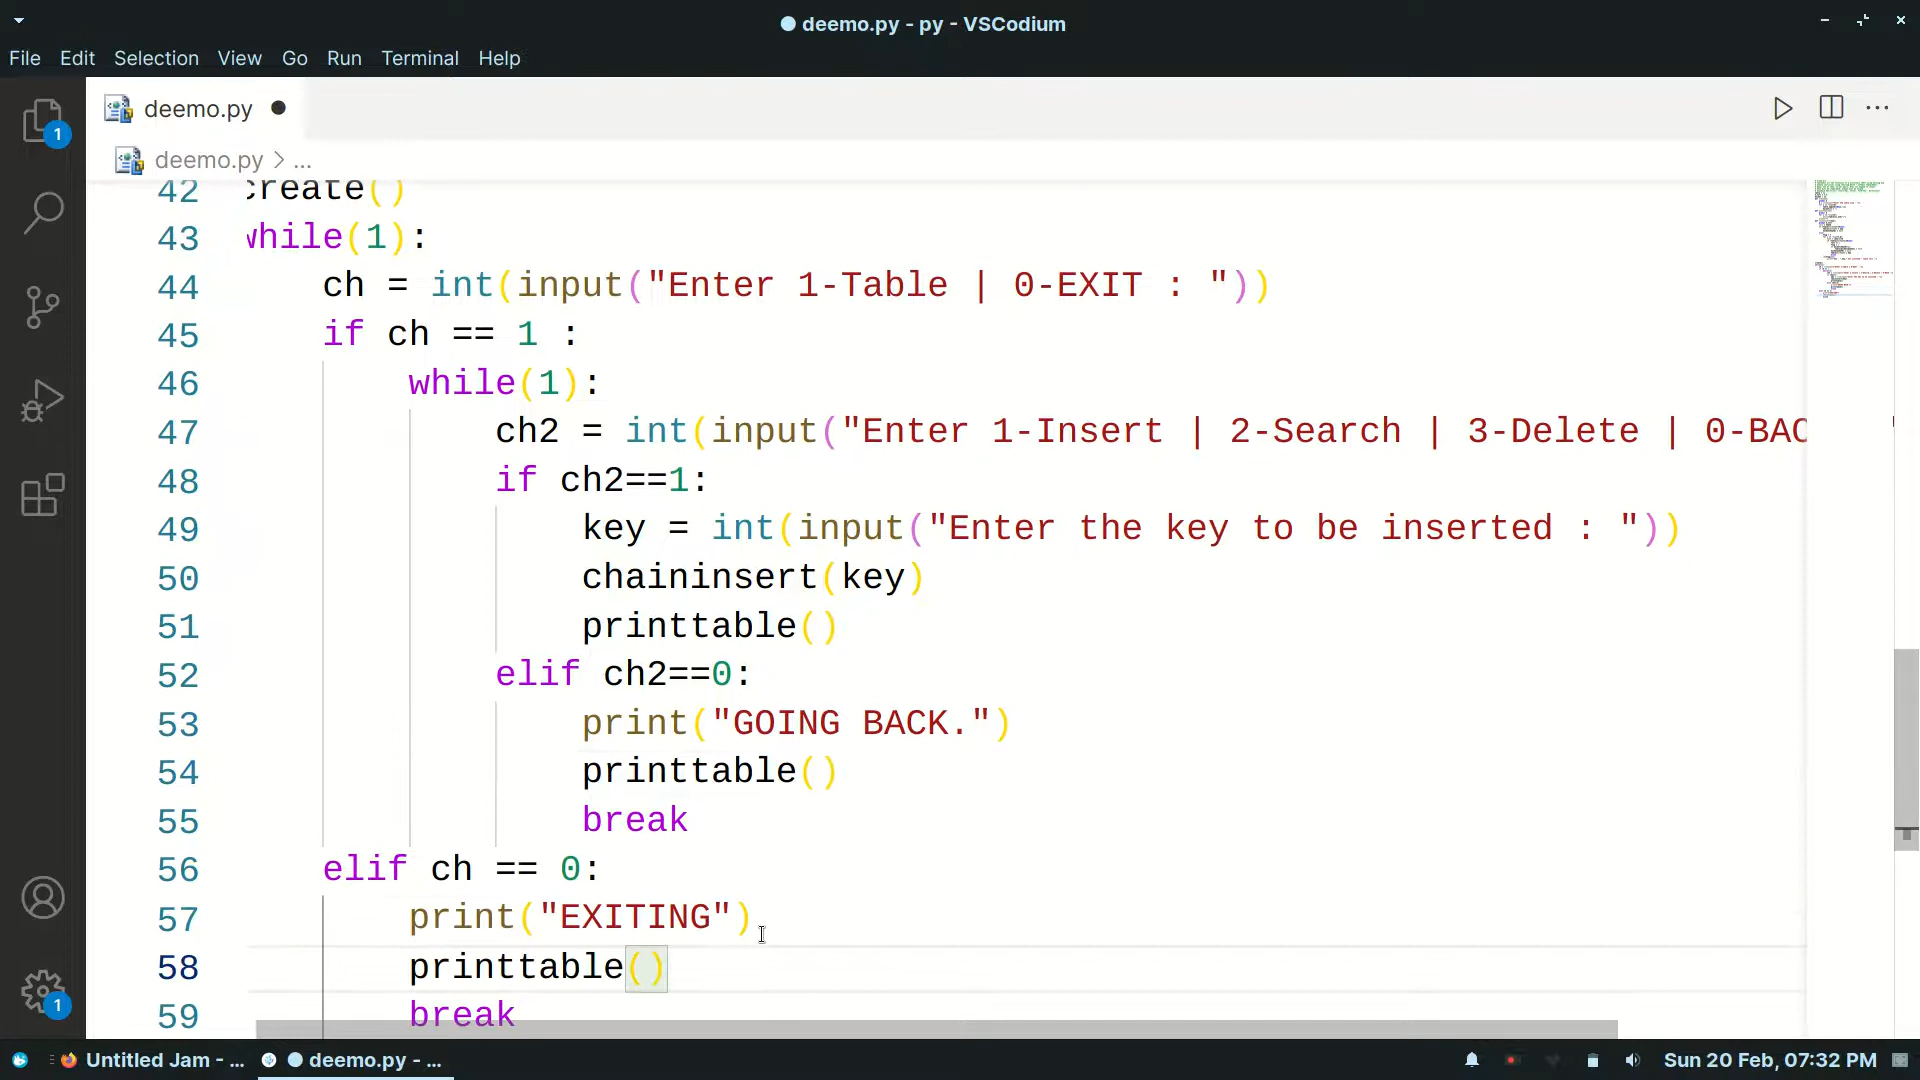 deemo.py - py - VSCodium
File Edit Selection View Go Run Terminal Help
deemo.py
1
deemo.py > ...
42 create()
43 while(1):
44 ch = int(input("Enter 1-Table | 0-EXIT : "))
45 if ch == 1 :
46 while(1):
47 ch2 = int(input("Enter 1-Insert | 2-Search | 3-Delete | 0-BAC
48 if ch2==1:
49 key = int(input("Enter the key to be inserted : "))
50 chaininsert(key)
51 printtable()
52 elif ch2==0:
53 print("GOING BACK.")
54 printtable()
55 break
56 elif ch == 0:
57 print("EXITING")
58 printtable()
59 break
1
Untitled Jam - ... deemo.py - ... Sun 20 Feb, 07:32 PM